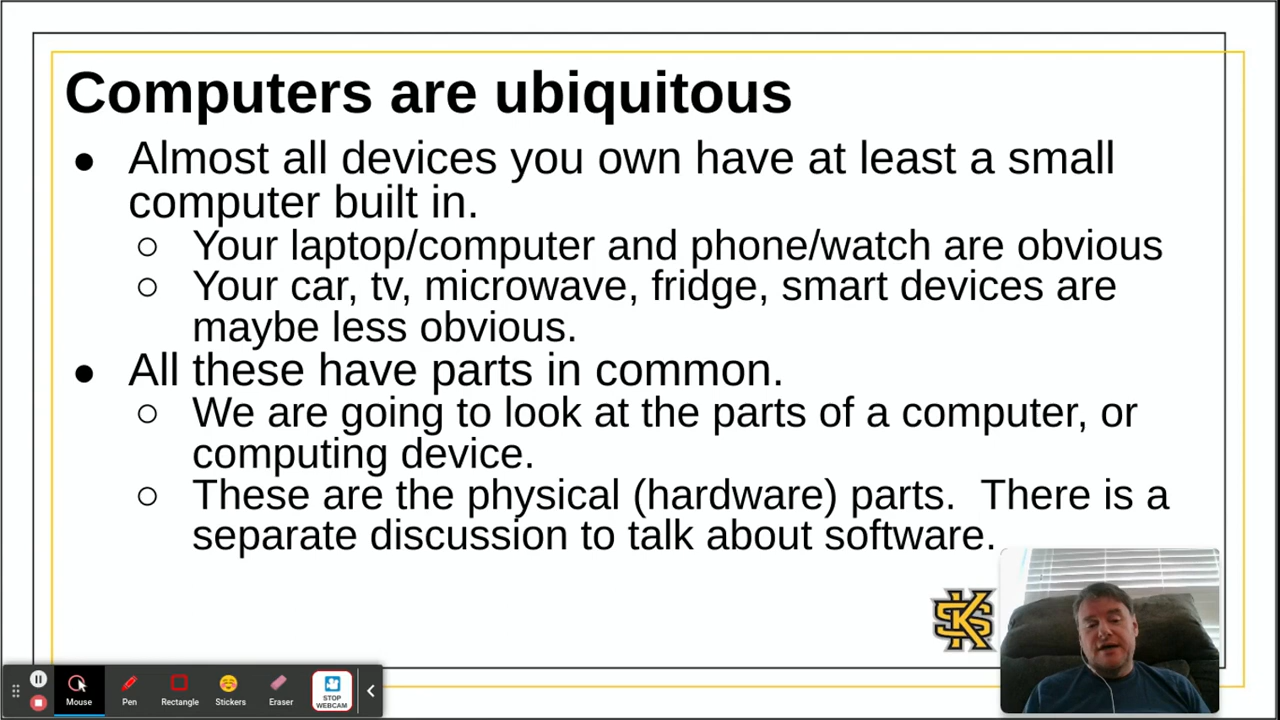 Computers are ubiquitous
● Almost all devices you own have at least a small
computer built in.
○ Your laptop/computer and phone/watch are obvious
○ Your car, tv, microwave, fridge, smart devices are
maybe less obvious.
● All these have parts in common.
○ We are going to look at the parts of a computer, or
computing device.
○ These are the physical (hardware) parts.  There is a
separate discussion to talk about software.
KS
Mouse
Pen
Rectangle
Stickers
Eraser
STOP
WEBCAM